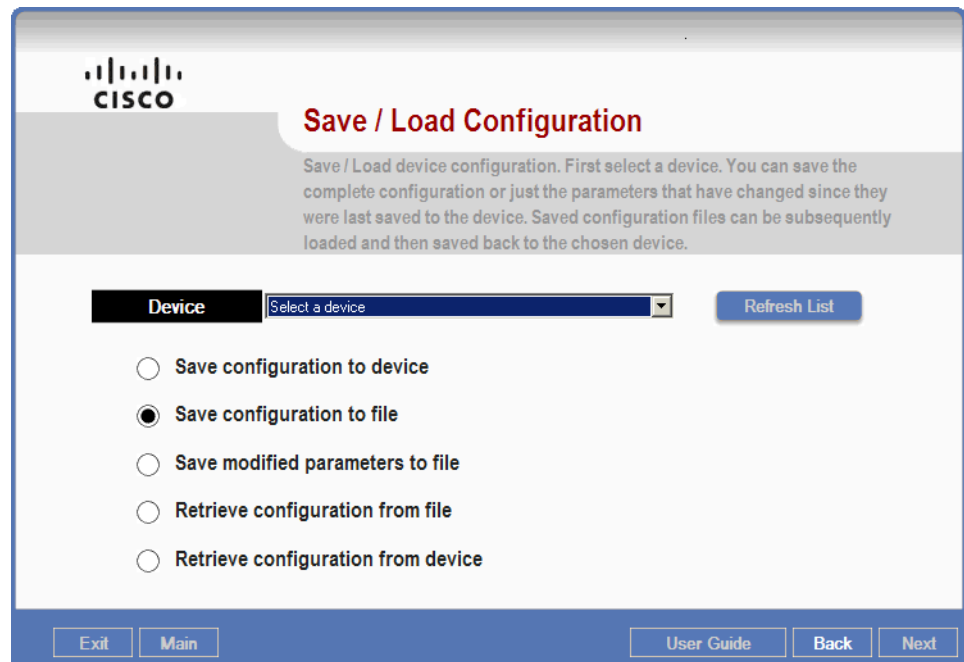 CISCO
Save / Load Configuration
Save / Load device configuration. First select a device. You can save the
complete configuration or just the parameters that have changed since they
were last saved to the device. Saved configuration files can be subsequently
loaded and then saved back to the chosen device.
Device Select a device Refresh List
Save configuration to device
Save configuration to file
Save modified parameters to file
Retrieve configuration from file
Retrieve configuration from device
Exit Main User Guide Back Next